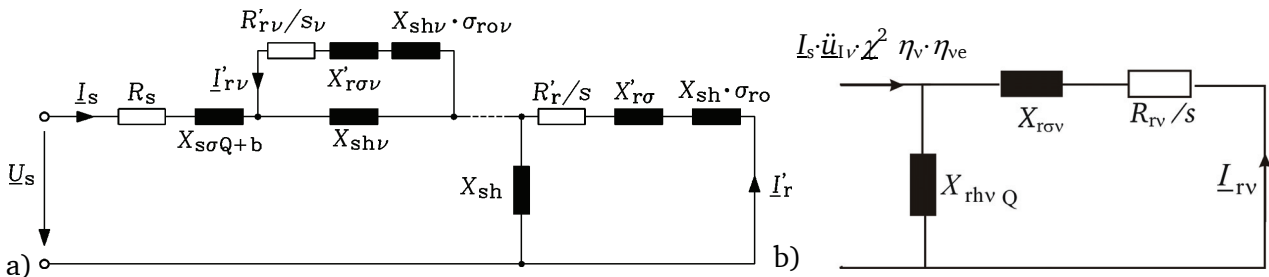 R'rν/sν
Xshν·σroν
I'rν
X'rσν
Is
Rs
XsσQ+b
Xshν
R'r/s
X'rσ
Xsh·σro
Us
Xsh
I'r
a)
Is·üIν·χ² ην·ηνe
Xrσν
Rrν/s
Xrhν Q
Irν
b)